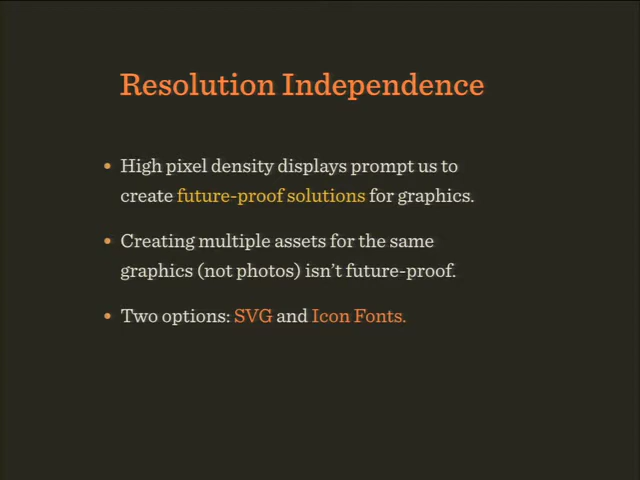 Resolution Independence
• High pixel density displays prompt us to
create future-proof solutions for graphics.
• Creating multiple assets for the same
graphics (not photos) isn't future-proof.
• Two options: SVG and Icon Fonts.